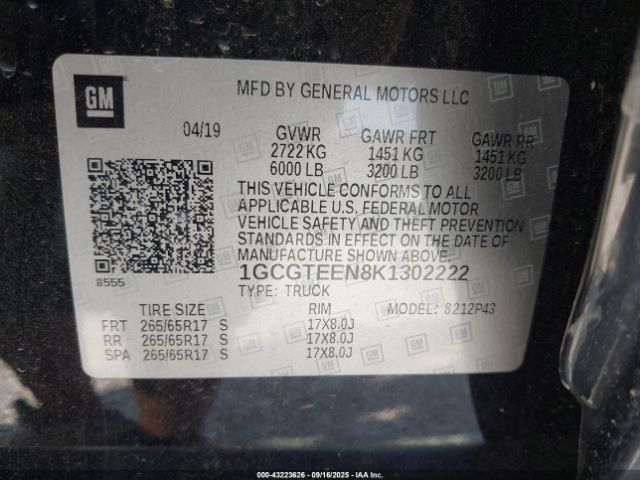 GM
MFD BY GENERAL MOTORS LLC
04/19 GVWR GAWR FRT GAWR RR
2722 KG 1451 KG 1451 KG
6000 LB 3200 LB 3200 LB
THIS VEHICLE CONFORMS TO ALL
APPLICABLE U.S. FEDERAL MOTOR
VEHICLE SAFETY AND THEFT PREVENTION
STANDARDS IN EFFECT ON THE DATE OF
MANUFACTURE SHOWN ABOVE.
8555
1GCGTEEN8K1302222
TYPE: TRUCK MODEL: 8212P43
TIRE SIZE RIM
FRT 265/65R17 S 17X8.0J
RR 265/65R17 S 17X8.0J
SPA 265/65R17 S 17X8.0J
© -43223626 - 09/16/2025 - IAA Inc.